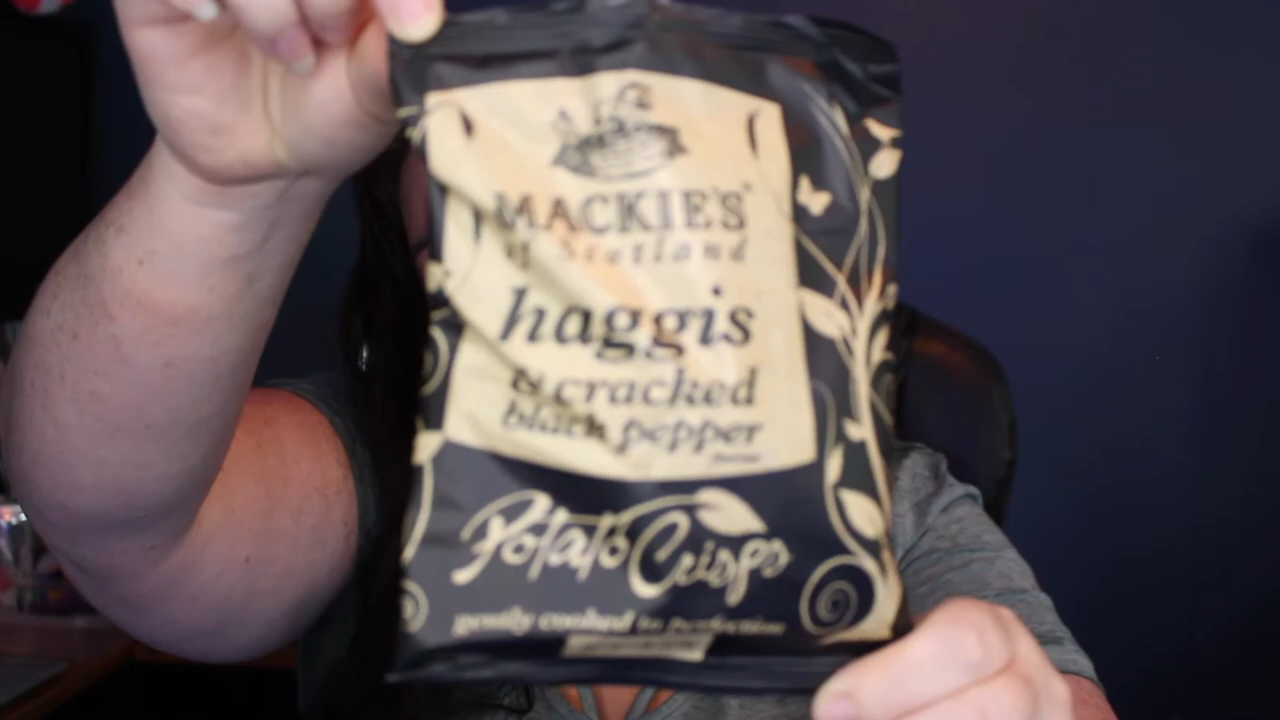 MACKIE'S
of Scotland
haggis
& cracked
black pepper
Potato Crisps
gently cooked to perfection